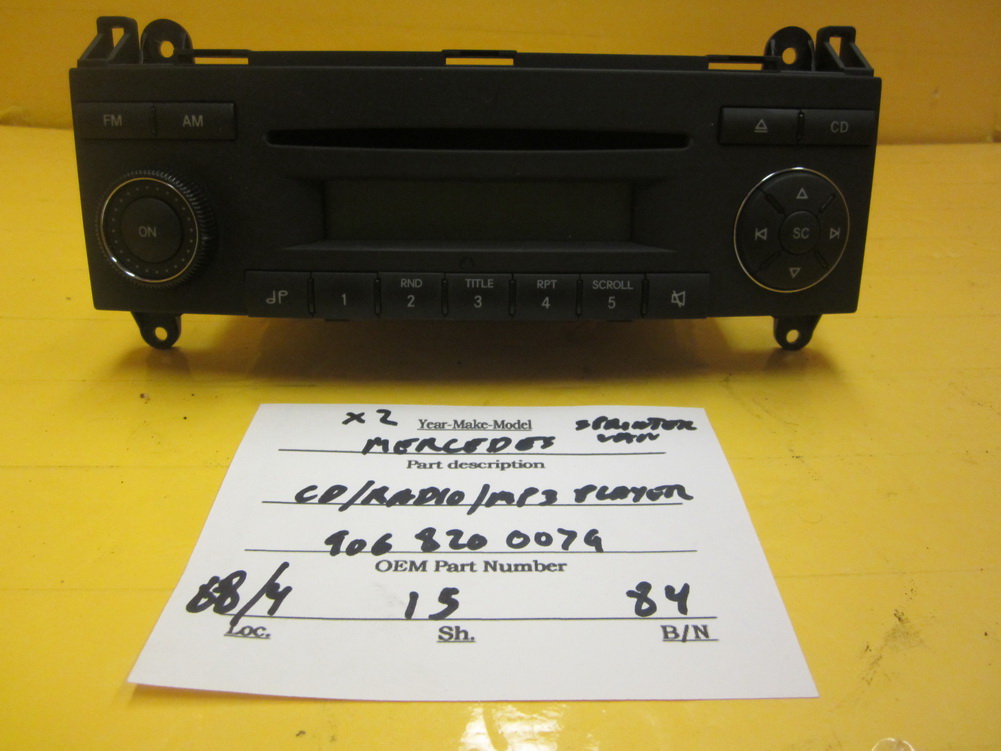 FM AM CD
ON SC
1 RND 2 TITLE 3 RPT 4 SCROLL 5
x2 Year-Make-Model SPRINTER
MERCEDES VAN
Part description
CD/RADIO/MP3 PLAYER
906 820 0079
OEM Part Number
68/4 15 84
Loc. Sh. B/N